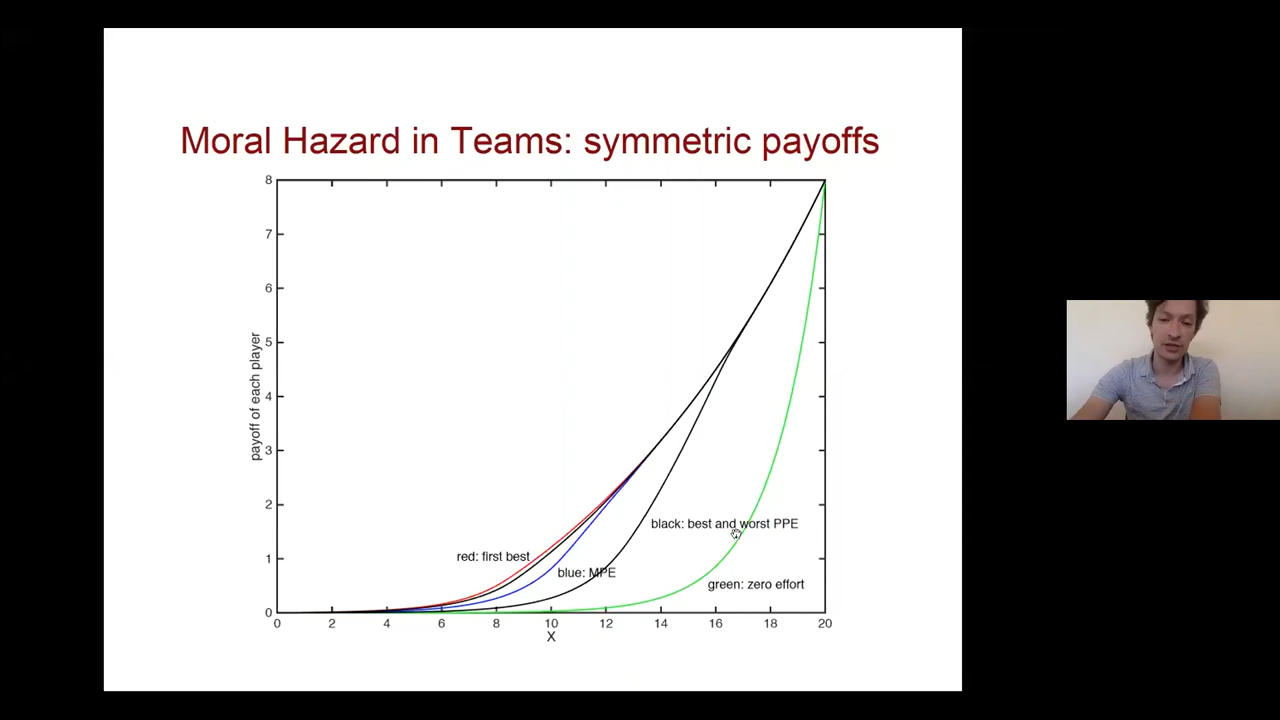 Moral Hazard in Teams: symmetric payoffs
8
7
6
5
4
3
2
1
0
payoff of each player
black: best and worst PPE
red: first best
blue: MPE
green: zero effort
0 2 4 6 8 10 12 14 16 18 20
X